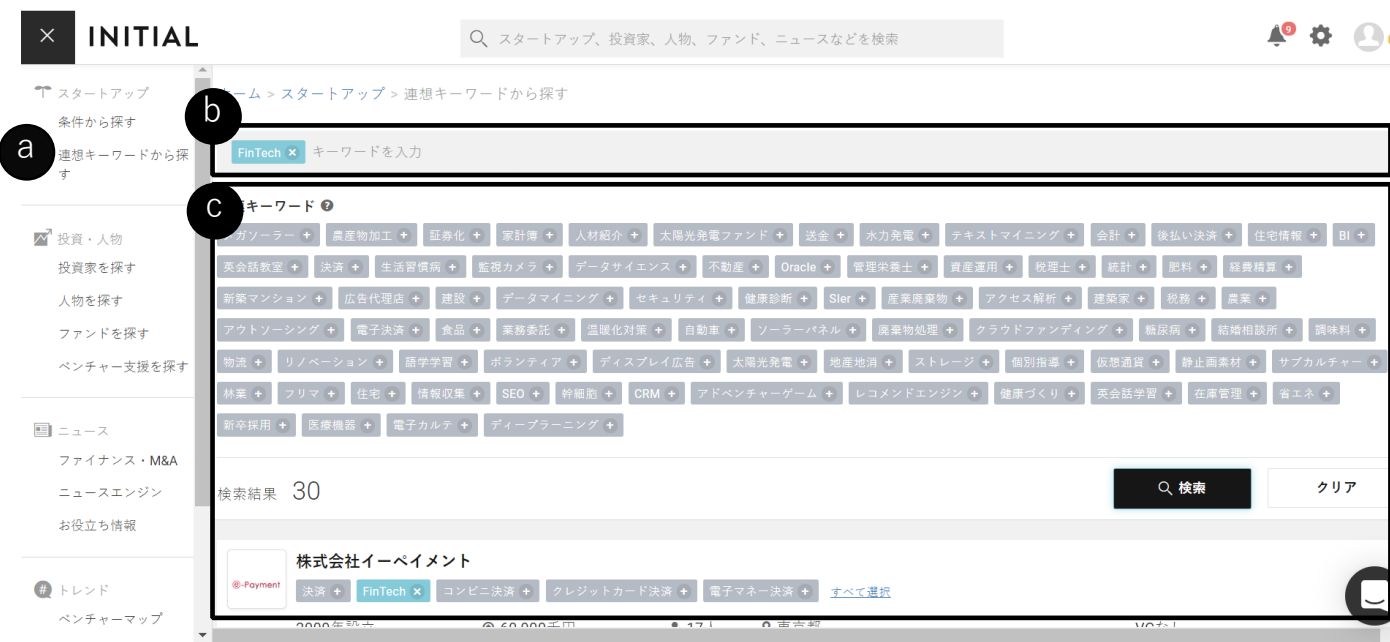 INITIAL
スタートアップ、投資家、人物、ファンド、ニュースなどを検索
9
スタートアップ
条件から探す
連想キーワードから探
す
投資・人物
投資家を探す
人物を探す
ファンドを探す
ベンチャー支援を探す
ニュース
ファイナンス・M&A
ニュースエンジン
お役立ち情報
トレンド
ベンチャーマップ
a
b
c
ーム > スタートアップ > 連想キーワードから探す
FinTech × キーワードを入力
キーワード ?
ガソーラー + 農産物加工 + 証券化 + 家計簿 + 人材紹介 + 太陽光発電ファンド + 送金 + 水力発電 + テキストマイニング + 会計 + 後払い決済 + 住宅情報 + BI +
英会話教室 + 決済 + 生活習慣病 + 監視カメラ + データサイエンス + 不動産 + Oracle + 管理栄養士 + 資産運用 + 税理士 + 統計 + 肥料 + 経費精算 +
新築マンション + 広告代理店 + 建設 + データマイニング + セキュリティ + 健康診断 + SIer + 産業廃棄物 + アクセス解析 + 建築家 + 税務 + 農業 +
アウトソーシング + 電子決済 + 食品 + 業務委託 + 温暖化対策 + 自動車 + ソーラーパネル + 廃棄物処理 + クラウドファンディング + 糖尿病 + 結婚相談所 + 調味料 +
物流 + リノベーション + 語学学習 + ボランティア + ディスプレイ広告 + 太陽光発電 + 地産地消 + ストレージ + 個別指導 + 仮想通貨 + 静止画素材 + サブカルチャー +
林業 + フリマ + 住宅 + 情報収集 + SEO + 幹細胞 + CRM + アドベンチャーゲーム + レコメンドエンジン + 健康づくり + 英会話学習 + 在庫管理 + 省エネ +
新卒採用 + 医療機器 + 電子カルテ + ディープラーニング +
検索結果 30
検索
クリア
e-Payment
株式会社イーペイメント
決済 + FinTech × コンビニ決済 + クレジットカード決済 + 電子マネー決済 + すべて選択